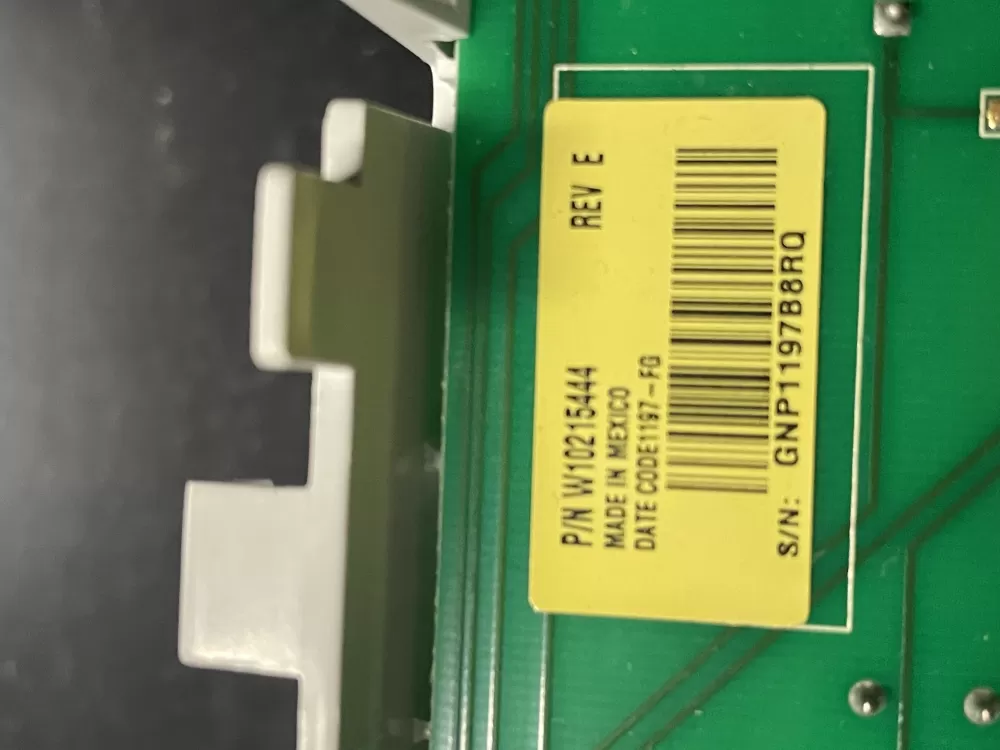 P/N W10215444 REV E
MADE IN MEXICO
DATE CODE1197-FG
S/N: GNP1197B8RQ